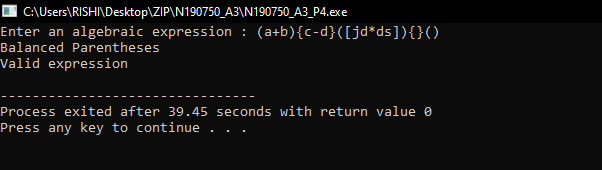 C:\Users\RISHI\Desktop\ZIP\N190750_A3\N190750_A3_P4.exe
Enter an algebraic expression : (a+b){c-d}([jd*ds]){}()
Balanced Parentheses
Valid expression
--------------------------------
Process exited after 39.45 seconds with return value 0
Press any key to continue . . .